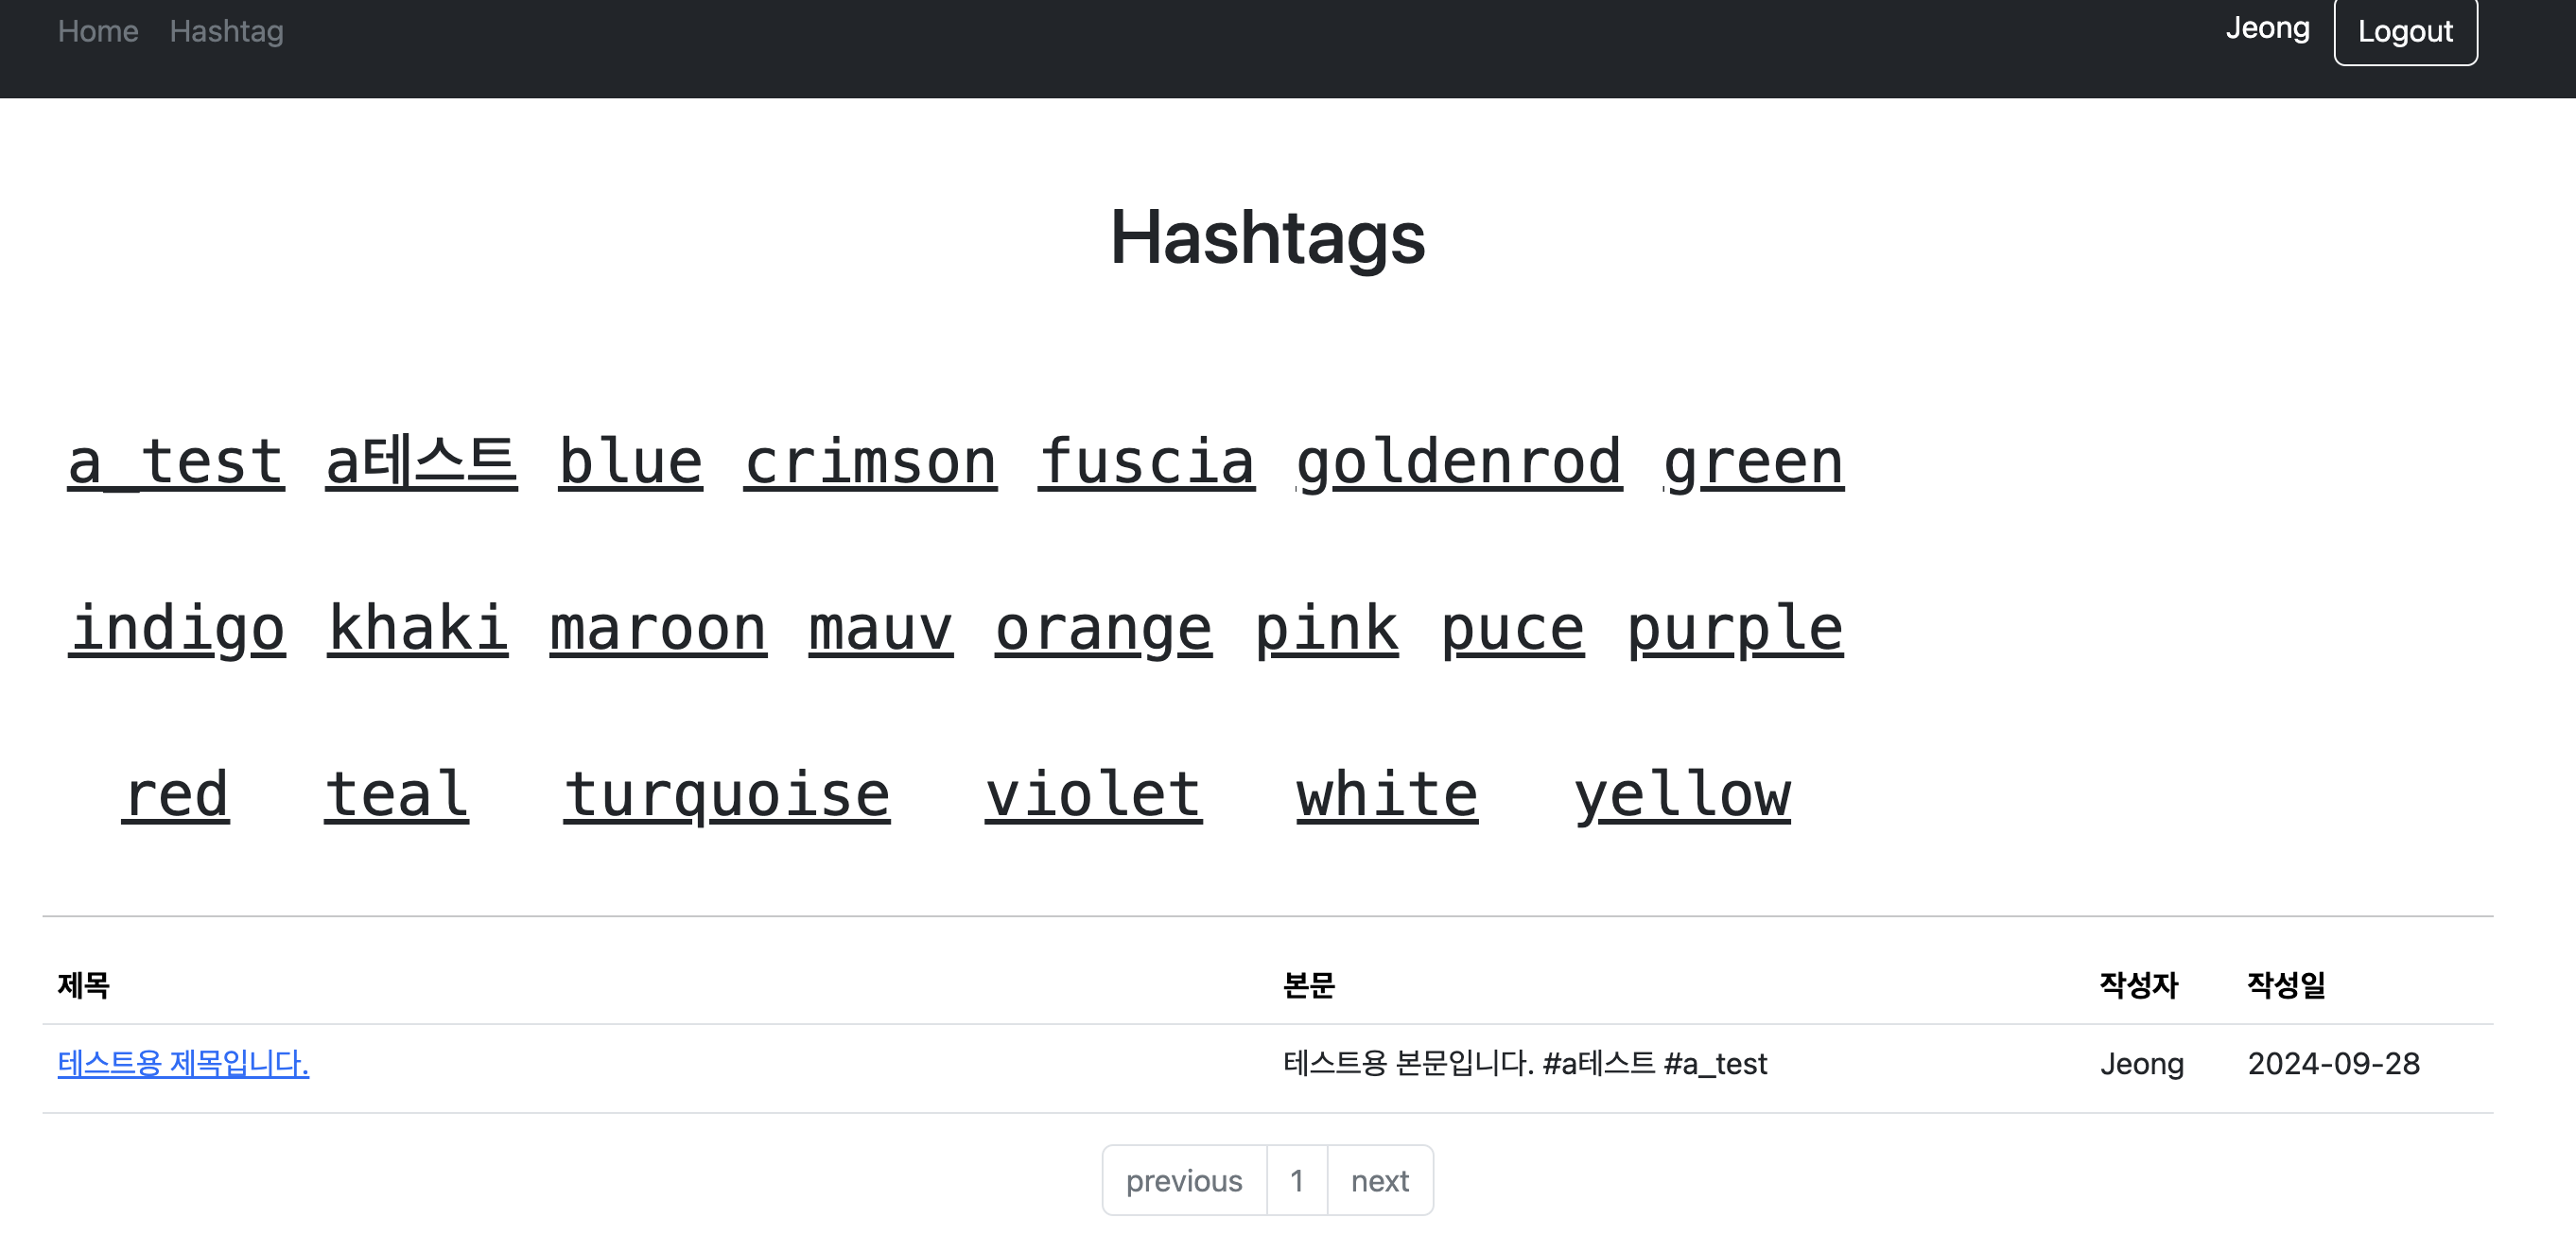 Home Hashtag Jeong Logout
Hashtags
a_test a테스트 blue crimson fuscia goldenrod green
indigo khaki maroon mauv orange pink puce purple
red teal turquoise violet white yellow
제목 본문 작성자 작성일
테스트용 제목입니다. 테스트용 본문입니다. #a테스트 #a_test Jeong 2024-09-28
previous 1 next